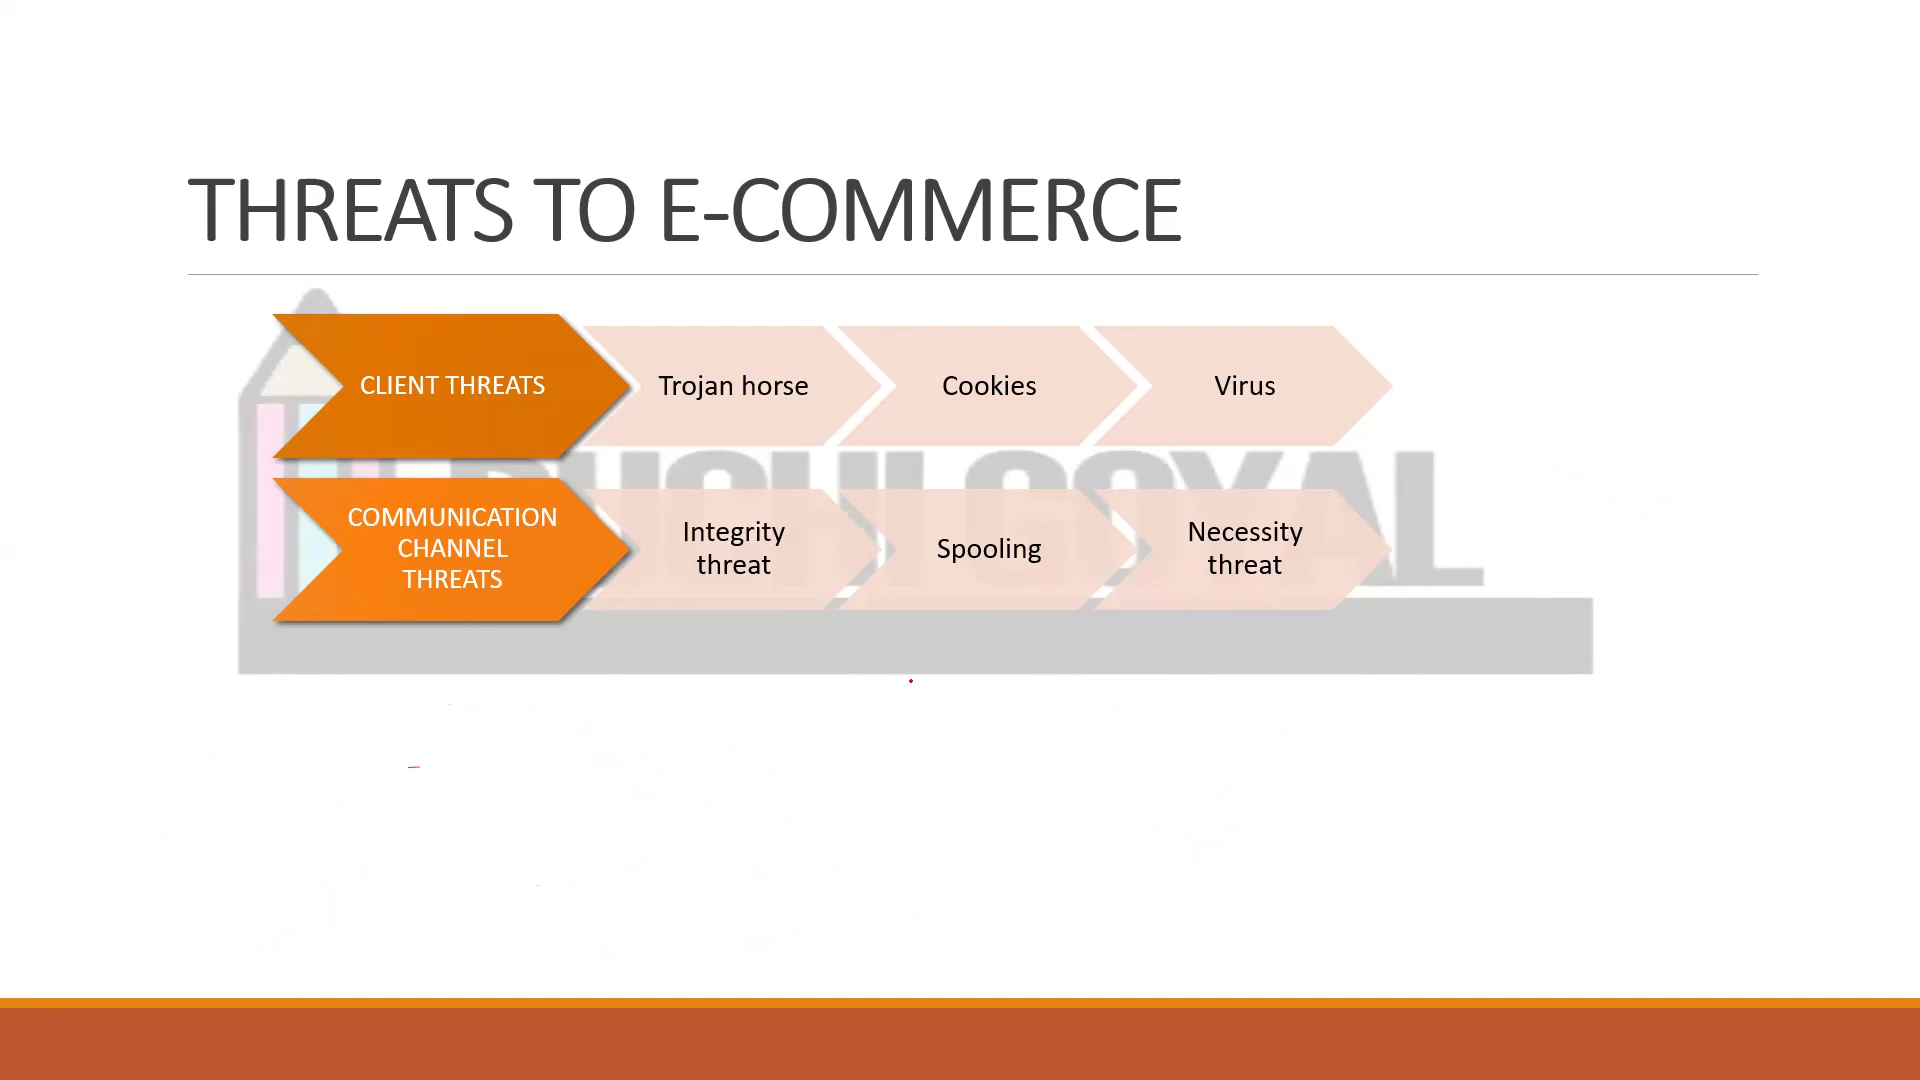 THREATS TO E-COMMERCE
CLIENT THREATS
Trojan horse
Cookies
Virus
COMMUNICATION
CHANNEL
THREATS
Integrity
threat
Spooling
Necessity
threat